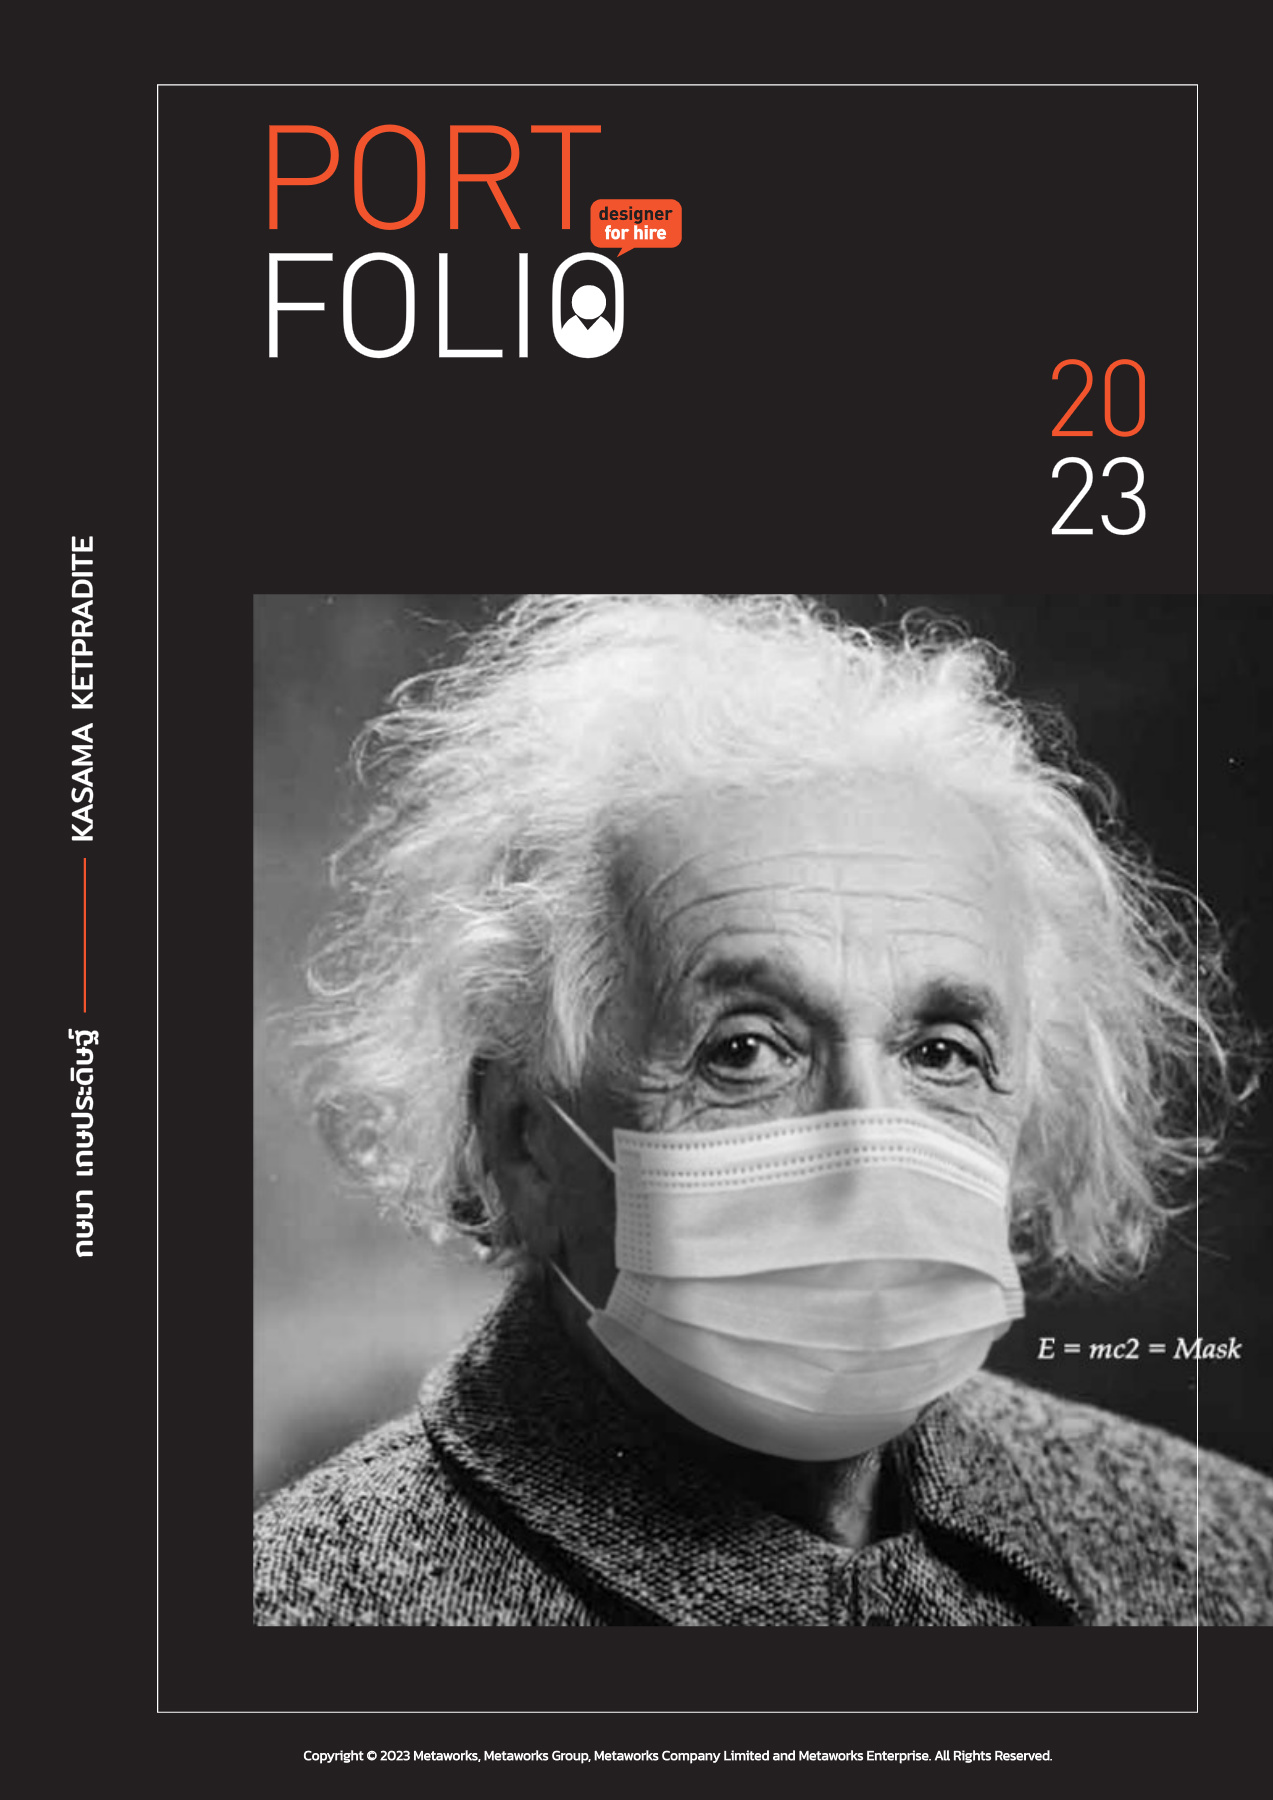 PORT
designer
for hire
FOLIO
20
23
กษมา เกษประดิษฐ์
KASAMA KETPRADITE
E = mc2 = Mask
Copyright © 2023 Metaworks, Metaworks Group, Metaworks Company Limited and Metaworks Enterprise. All Rights Reserved.